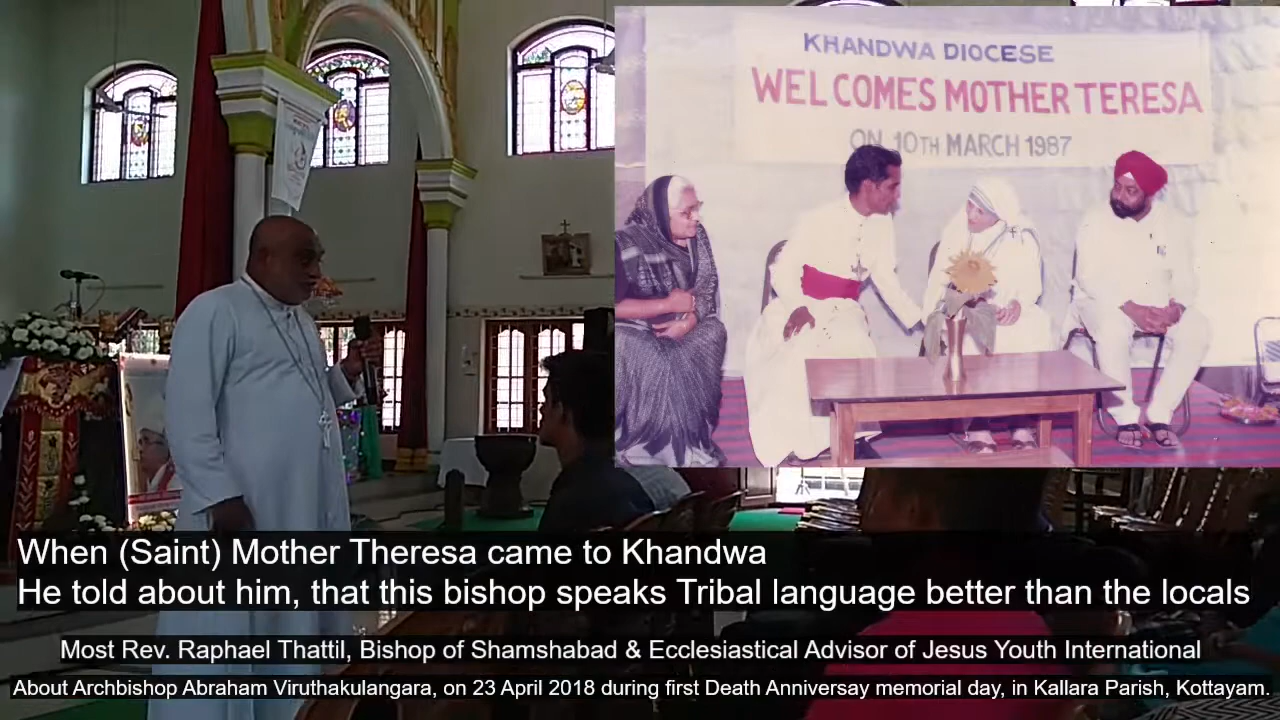 KHANDWA DIOCESE
WELCOMES MOTHER TERESA
ON 10TH MARCH 1987
When (Saint) Mother Theresa came to Khandwa
He told about him, that this bishop speaks Tribal language better than the locals
Most Rev. Raphael Thattil, Bishop of Shamshabad & Ecclesiastical Advisor of Jesus Youth International
About Archbishop Abraham Viruthakulangara, on 23 April 2018 during first Death Anniversay memorial day, in Kallara Parish, Kottayam.